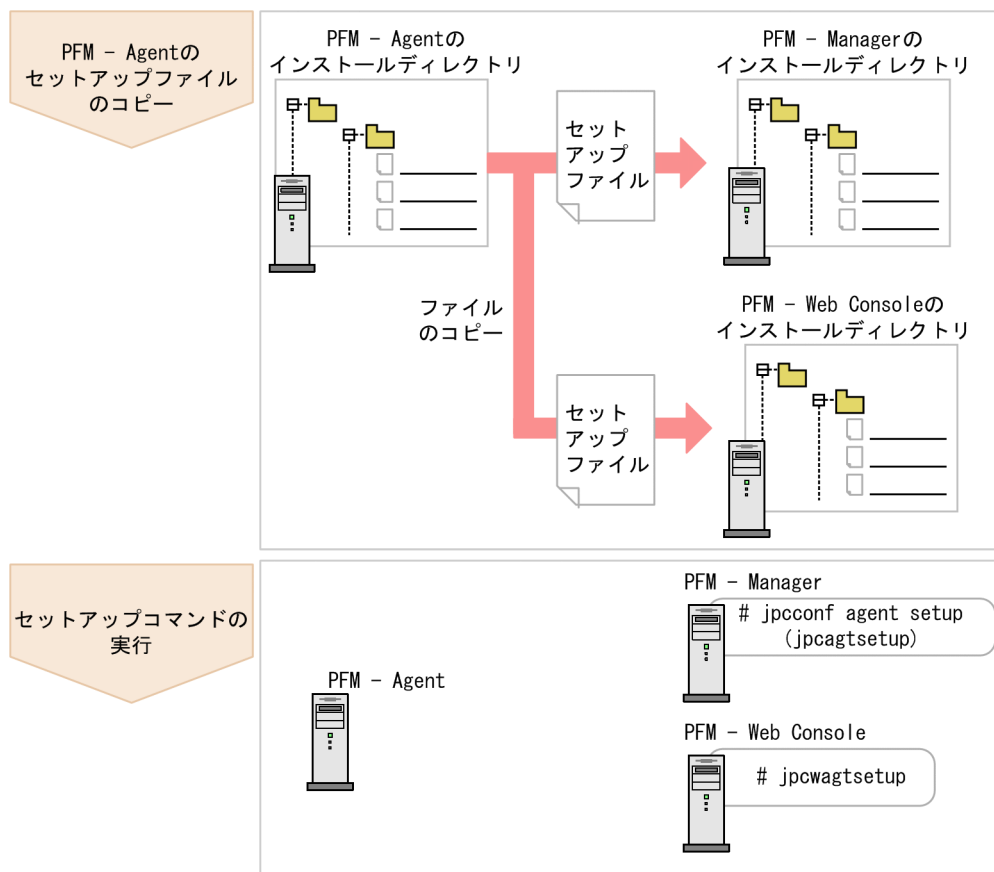 PFM - Agentの
セットアップファイル
のコピー
PFM - Agentの
インストールディレクトリ
PFM - Managerの
インストールディレクトリ
セット
アップ
ファイル
ファイル
のコピー
PFM - Web Consoleの
インストールディレクトリ
セット
アップ
ファイル
セットアップコマンドの
実行
PFM - Agent
PFM - Manager
# jpcconf agent setup
(jpcagtsetup)
PFM - Web Console
# jpcwagtsetup